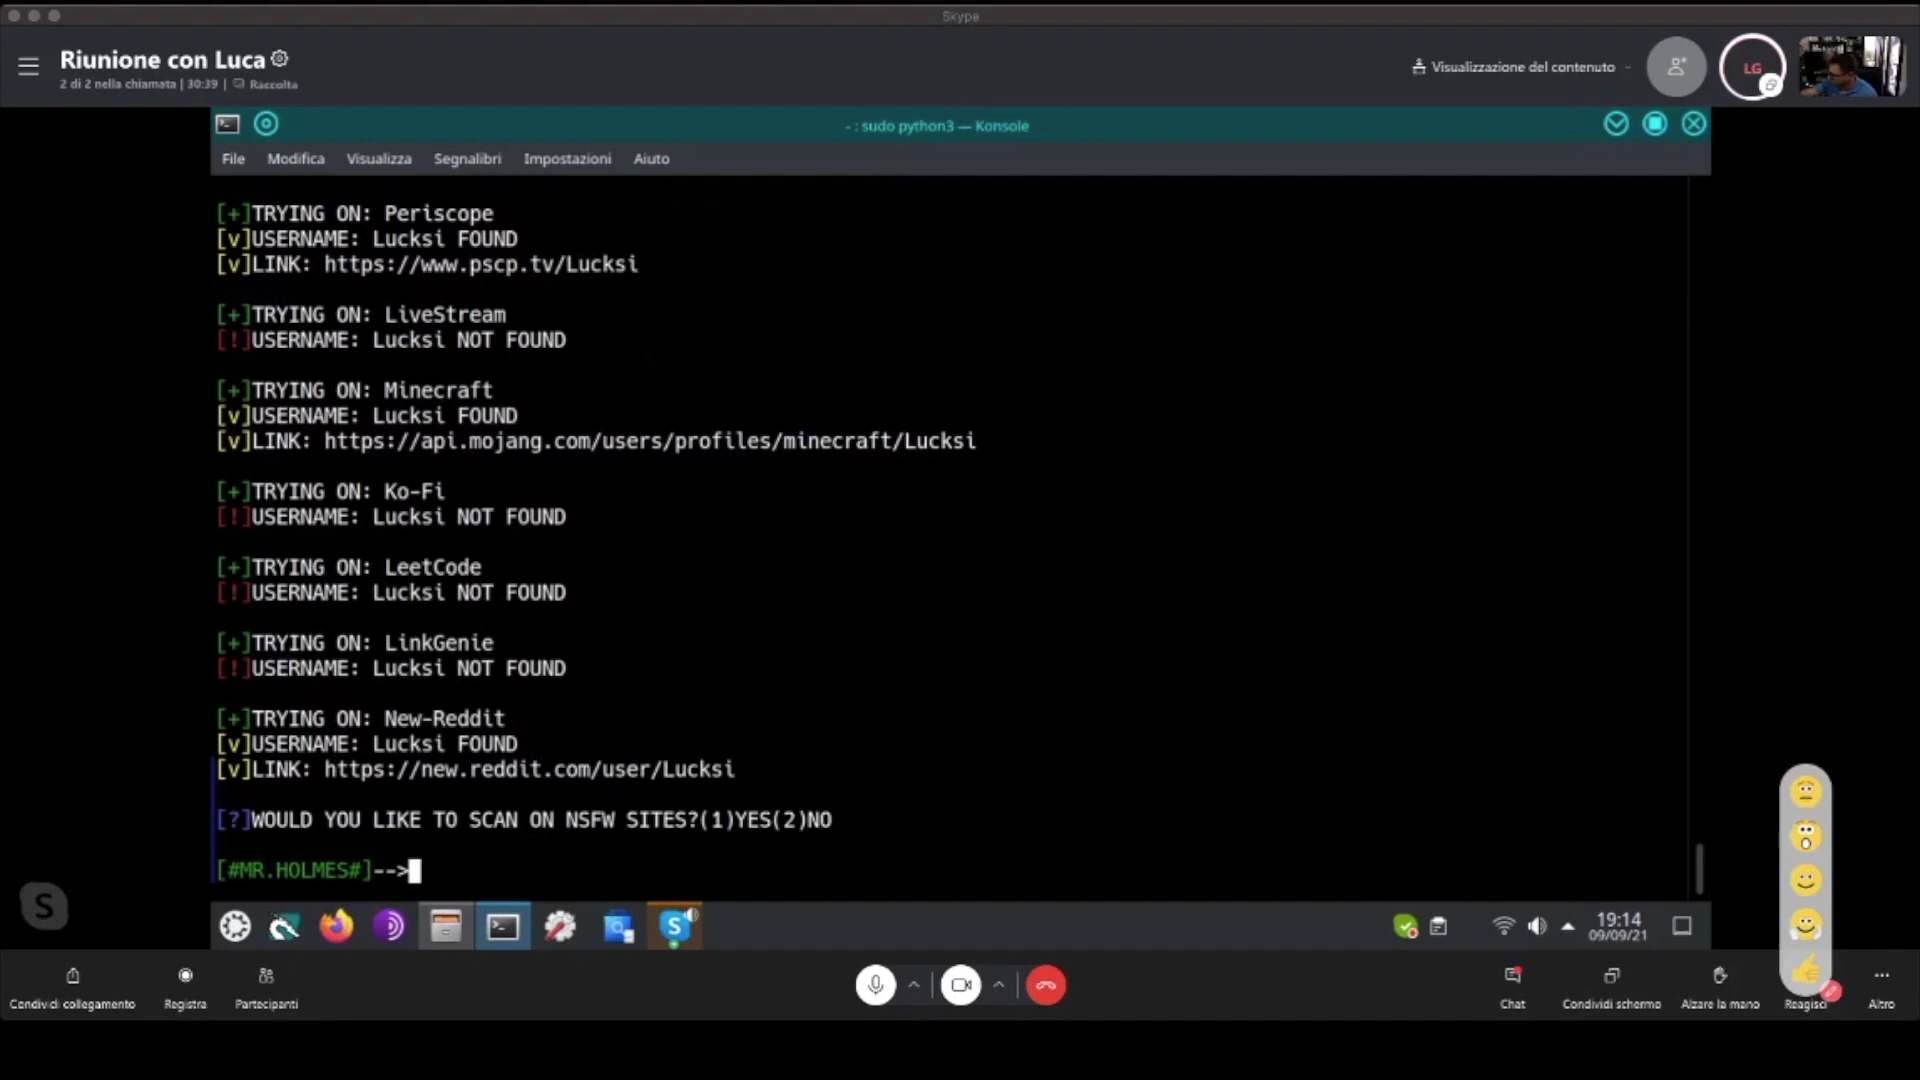 Skype
Riunione con Luca
2 di 2 nella chiamata | 30:39 | Raccolta
Visualizzazione del contenuto
LG
- : sudo python3 — Konsole
File Modifica Visualizza Segnalibri Impostazioni Aiuto
[+]TRYING ON: Periscope
[v]USERNAME: Lucksi FOUND
[v]LINK: https://www.pscp.tv/Lucksi
[+]TRYING ON: LiveStream
[!]USERNAME: Lucksi NOT FOUND
[+]TRYING ON: Minecraft
[v]USERNAME: Lucksi FOUND
[v]LINK: https://api.mojang.com/users/profiles/minecraft/Lucksi
[+]TRYING ON: Ko-Fi
[!]USERNAME: Lucksi NOT FOUND
[+]TRYING ON: LeetCode
[!]USERNAME: Lucksi NOT FOUND
[+]TRYING ON: LinkGenie
[!]USERNAME: Lucksi NOT FOUND
[+]TRYING ON: New-Reddit
[v]USERNAME: Lucksi FOUND
[v]LINK: https://new.reddit.com/user/Lucksi
[?]WOULD YOU LIKE TO SCAN ON NSFW SITES?(1)YES(2)NO
[#MR.HOLMES#]-->
S
S
19:14
09/09/21
Condividi collegamento Registra Partecipanti
Chat Condividi schermo Alzare la mano Reagisci Altro